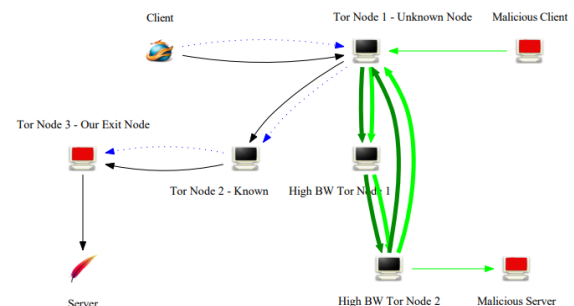 Client
Tor Node 1 - Unknown Node
Malicious Client
Tor Node 3 - Our Exit Node
Tor Node 2 - Known
High BW Tor Node 1
Server
High BW Tor Node 2
Malicious Server